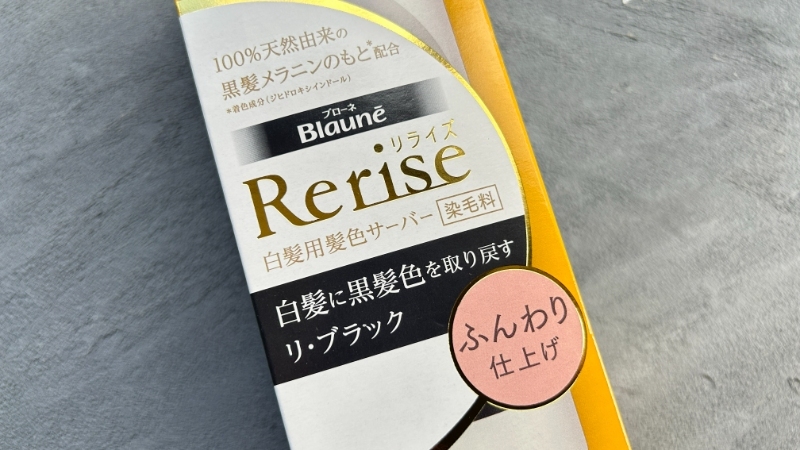 100%天然由来の
黒髪メラニンのもと*配合
*着色成分(ジヒドロキシインドール)
ブローネ
Blauné
リライズ
Rerise
白髪用髪色サーバー 染毛料
白髪に黒髪色を取り戻す
リ・ブラック
ふんわり
仕上げ